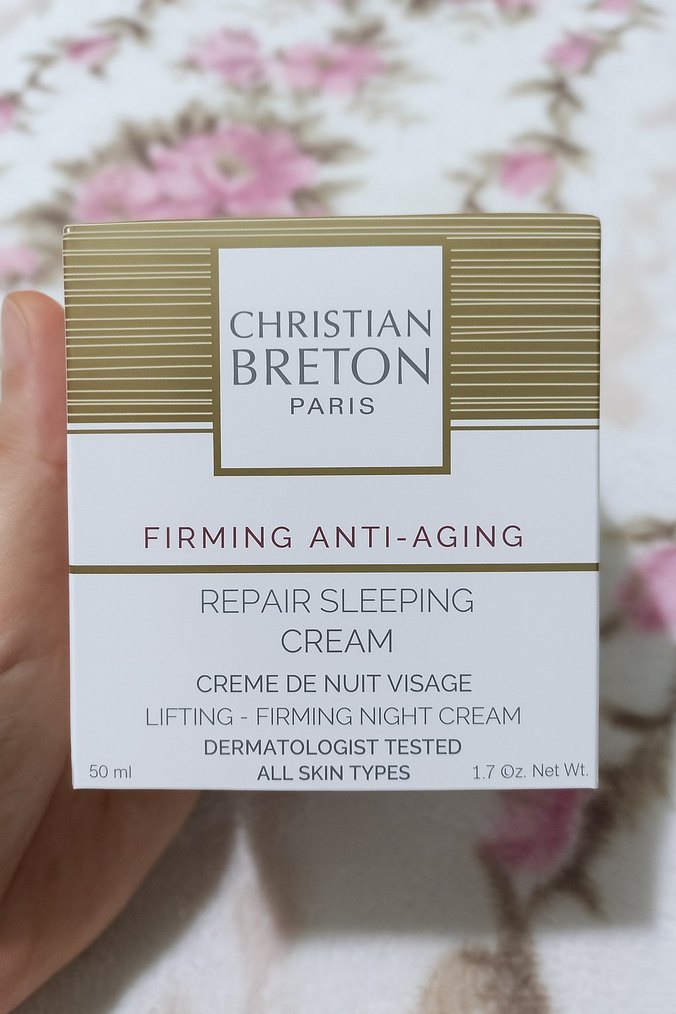 CHRISTIAN
BRETON
PARIS
FIRMING ANTI-AGING
REPAIR SLEEPING
CREAM
CREME DE NUIT VISAGE
LIFTING - FIRMING NIGHT CREAM
DERMATOLOGIST TESTED
ALL SKIN TYPES
50 ml
1.7 Oz. Net Wt.